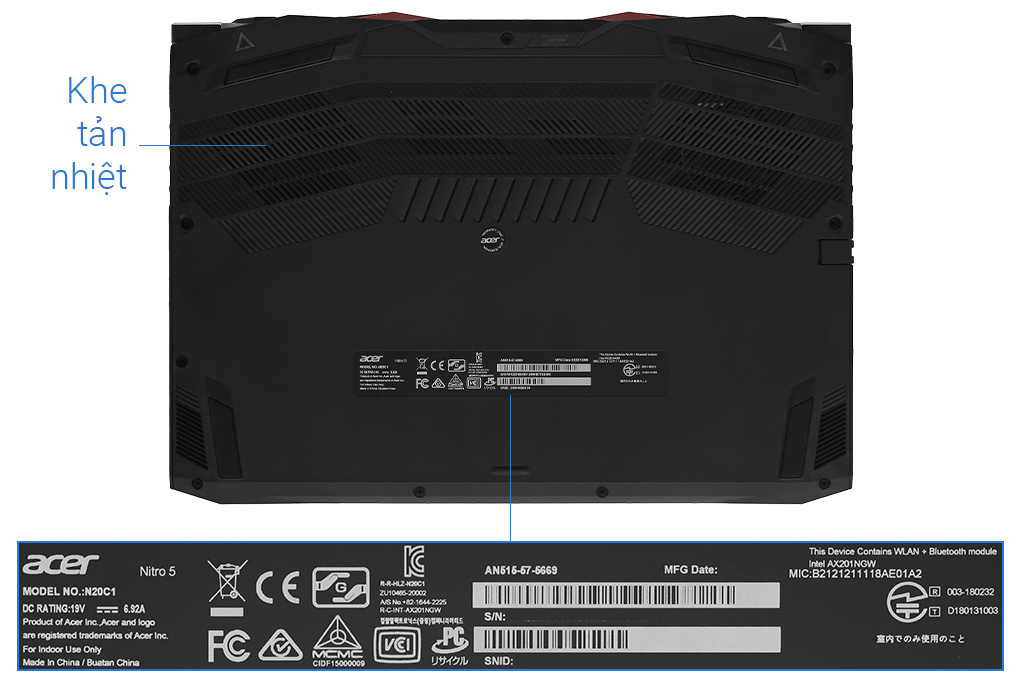 Khe
tản
nhiệt
acer
acer
Nitro 5
MODEL NO.:N20C1
DC RATING:19V 6.92A
Product of Acer Inc.,Acer and logo
are registered trademarks of Acer Inc.
For Indoor Use Only
Made in China / Buatan China
R-R-HLZ-N20C1
ZU10465-20002
A/S No.+82-1644-2225
R-C-INT-AX201NGW
MCMC
CIDF15000009
VCI
PC
リサイクル
AN515-57-5669
MFG Date:
S/N:
SNID:
This Device Contains WLAN + Bluetooth module
Intel AX201NGW
MIC:B2121211118AE01A2
R 003-180232
T D180131003
室内でのみ使用のこと